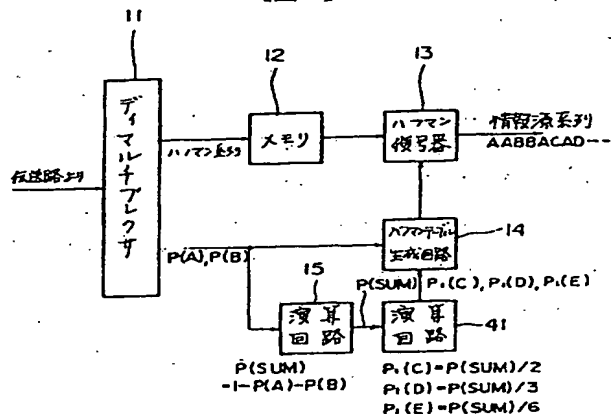 11
12
13
ディマルチプレクサ
メモリ
ハフマン
復号器
情報源系列
AABBACAD---
ハフマン系列
伝送路より
ハフマンテーブル
生成回路
14
P(A),P(B)
15
P(SUM)
P₁(C),P₁(D),P₁(E)
演算
回路
演算
回路
41
P(SUM)
=1-P(A)-P(B)
P₁(C)=P(SUM)/2
P₁(D)=P(SUM)/3
P₁(E)=P(SUM)/6